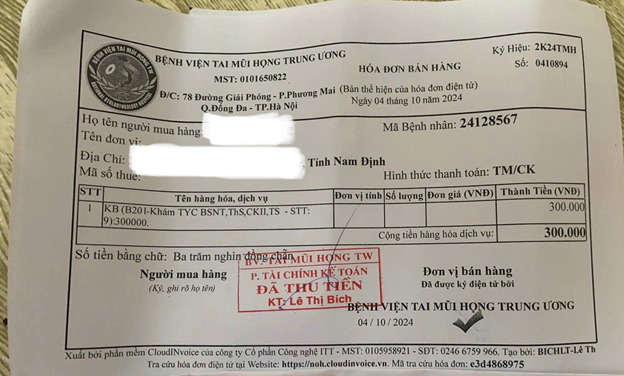 BỆNH VIỆN TAI MŨI HỌNG TW
BỆNH VIỆN TAI MŨI HỌNG TRUNG ƯƠNG
MST: 0101650822
Đ/C: 78 Đường Giải Phóng - P.Phương Mai
Q.Đống Đa - TP.Hà Nội
HÓA ĐƠN BÁN HÀNG
(Bản thể hiện của hóa đơn điện tử)
Ngày 04 tháng 10 năm 2024
Ký Hiệu: 2K24TMH
Số: 0410894
Họ tên người mua hàng:
Mã Bệnh nhân: 24128567
Tên đơn vị:
Địa Chỉ: Tỉnh Nam Định
Mã số thuế:
Hình thức thanh toán: TM/CK
STT Tên hàng hóa, dịch vụ Đơn vị tính Số lượng Đơn giá (VNĐ) Thành Tiền (VNĐ)
1 KB (B201-Khám TYC BSNT,ThS,CKII,TS - STT: 300.000
9):300000.
Cộng tiền hàng hóa dịch vụ: 300.000
Số tiền bằng chữ: Ba trăm nghìn đồng chẵn
Người mua hàng
(Ký, ghi rõ họ tên)
BV. TAI MŨI HỌNG TW
P. TÀI CHÍNH KẾ TOÁN
ĐÃ THU TIỀN
KT: Lê Thị Bích
Đơn vị bán hàng
Đã được ký điện tử bởi
BỆNH VIỆN TAI MŨI HỌNG TRUNG ƯƠNG
04 / 10 / 2024
Xuất bởi phần mềm CloudINvoice của công ty Cổ phần Công nghệ ITT - MST: 0105958921 - SĐT: 0246 6759 966. Tạo bởi: BICHLT-Lê Th
Tra cứu hóa đơn điện tử tại Website: https://noh.cloudinvoice.vn. Mã tra cứu hóa đơn: e3d4868975